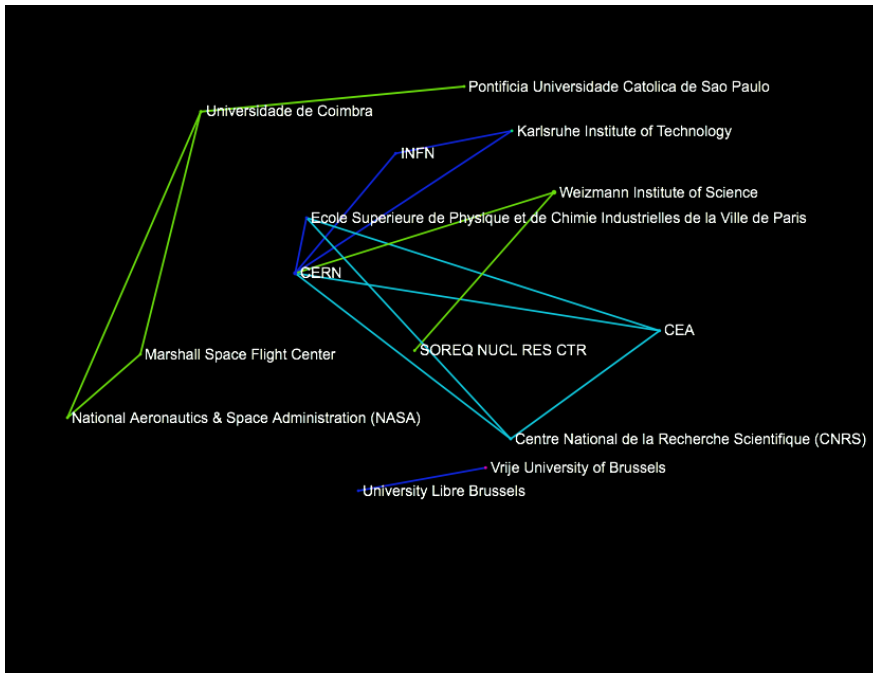 Pontificia Universidade Catolica de Sao Paulo
Universidade de Coimbra
Karlsruhe Institute of Technology
INFN
Weizmann Institute of Science
Ecole Superieure de Physique et de Chimie Industrielles de la Ville de Paris
CERN
CEA
SOREQ NUCL RES CTR
Marshall Space Flight Center
National Aeronautics & Space Administration (NASA)
Centre National de la Recherche Scientifique (CNRS)
Vrije University of Brussels
University Libre Brussels